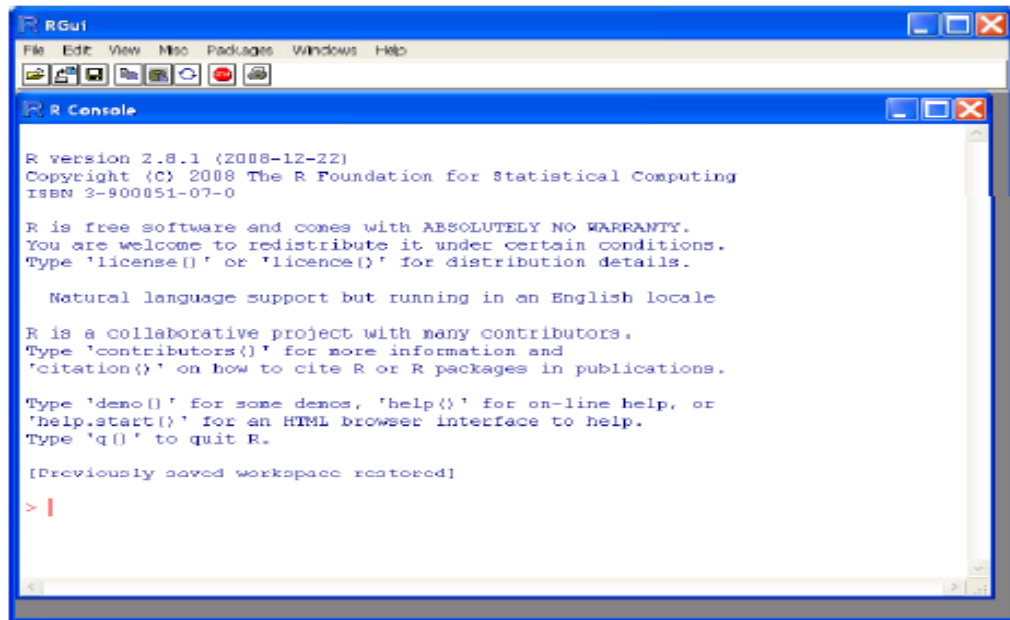 RGui
File Edit View Misc Packages Windows Help
R Console
R version 2.8.1 (2008-12-22)
Copyright (C) 2008 The R Foundation for Statistical Computing
ISBN 3-900051-07-0
R is free software and comes with ABSOLUTELY NO WARRANTY.
You are welcome to redistribute it under certain conditions.
Type 'license()' or 'licence()' for distribution details.
Natural language support but running in an English locale
R is a collaborative project with many contributors.
Type 'contributors()' for more information and
'citation()' on how to cite R or R packages in publications.
Type 'demo()' for some demos, 'help()' for on-line help, or
'help.start()' for an HTML browser interface to help.
Type 'q()' to quit R.
[Previously saved workspace restored]
>